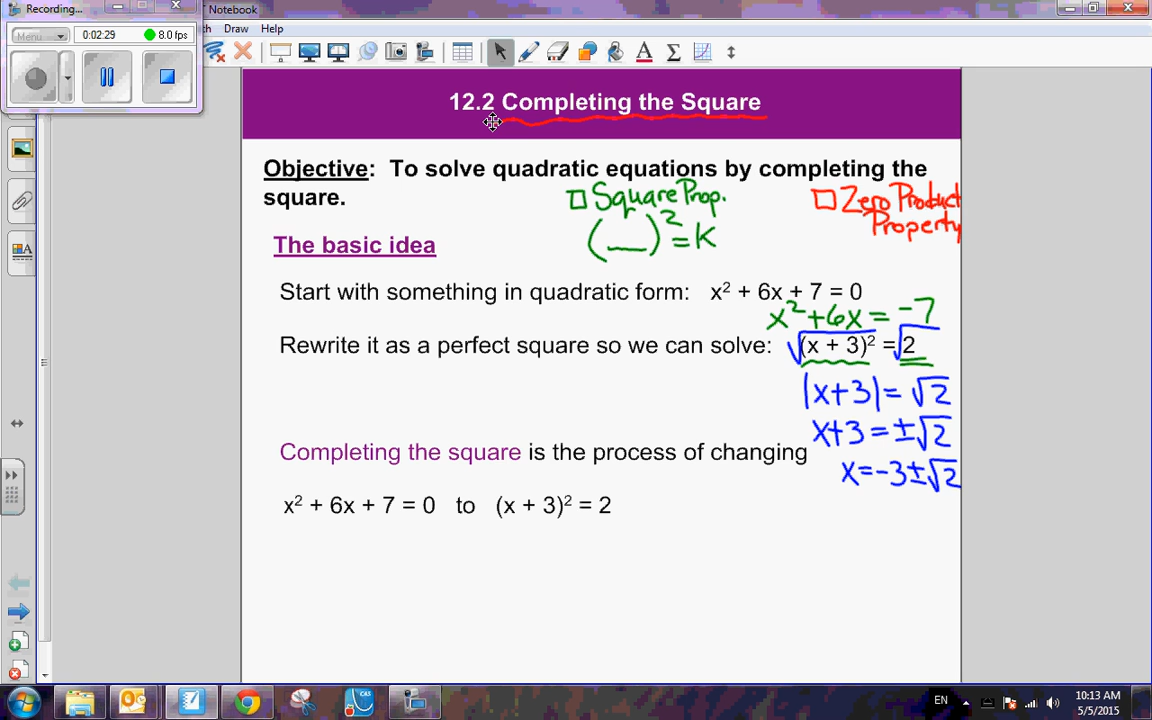 Recording...
Notebook
Menu
0:02:29
8.0 fps
Draw
Help
12.2 Completing the Square
Objective: To solve quadratic equations by completing the
square.
□ Square Prop.
(__)² = K
□ Zero Product
Property
The basic idea
Start with something in quadratic form: x² + 6x + 7 = 0
x² + 6x = -7
Rewrite it as a perfect square so we can solve: √(x + 3)² = √2
|x+3| = √2
x+3 = ±√2
Completing the square is the process of changing
x = -3 ± √2
x² + 6x + 7 = 0 to (x + 3)² = 2
CAS
EN
10:13 AM
5/5/2015